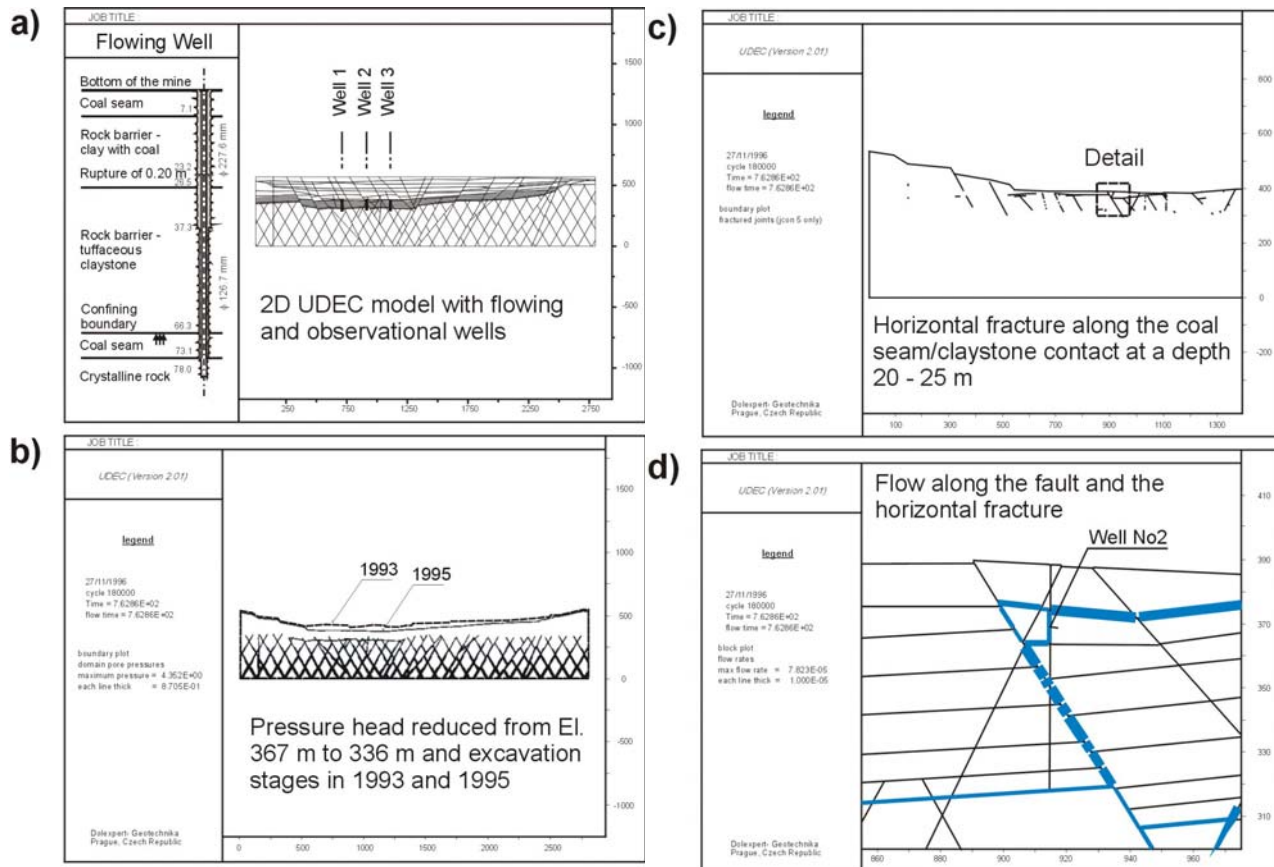 a)
JOB TITLE :
Flowing Well
Bottom of the mine
Coal seam
7.1
Rock barrier -
clay with coal
23.2
Rupture of 0.20 m
26.5
ϕ 227.6 mm
37.3
Rock barrier -
tuffaceous
claystone
ϕ 126.7 mm
Confining
boundary
66.3
Coal seam
73.1
78.0
Crystalline rock
Well 1
Well 2
Well 3
2D UDEC model with flowing
and observational wells
1500
1000
500
0
-500
-1000
250 750 1250 1750 2250 2750
b)
JOB TITLE :
UDEC (Version 2.01)
legend
27/11/1996
cycle 180000
Time = 7.6286E+02
flow time = 7.6286E+02
boundary plot
domain pore pressures
maximum pressure = 4.352E+00
each line thick = 8.705E-01
Dolexpert- Geotechnika
Prague, Czech Republic
1993
1995
Pressure head reduced from El.
367 m to 336 m and excavation
stages in 1993 and 1995
1500
1000
500
0
-500
-1000
0 500 1000 1500 2000 2500
c)
JOB TITLE :
UDEC (Version 2.01)
legend
27/11/1996
cycle 180000
Time = 7.6286E+02
flow time = 7.6286E+02
boundary plot
fractured joints (jcon 5 only)
Dolexpert- Geotechnika
Prague, Czech Republic
Detail
Horizontal fracture along the coal
seam/claystone contact at a depth
20 - 25 m
800
600
400
200
0
-200
100 300 500 700 900 1100 1300
d)
JOB TITLE :
UDEC (Version 2.01)
legend
27/11/1996
cycle 180000
Time = 7.6286E+02
flow time = 7.6286E+02
block plot
flow rates
max flow rate = 7.823E-05
each line thick = 1.000E-05
Dolexpert- Geotechnika
Prague, Czech Republic
Flow along the fault and the
horizontal fracture
Well No2
410
390
370
350
330
310
860 880 900 920 940 960